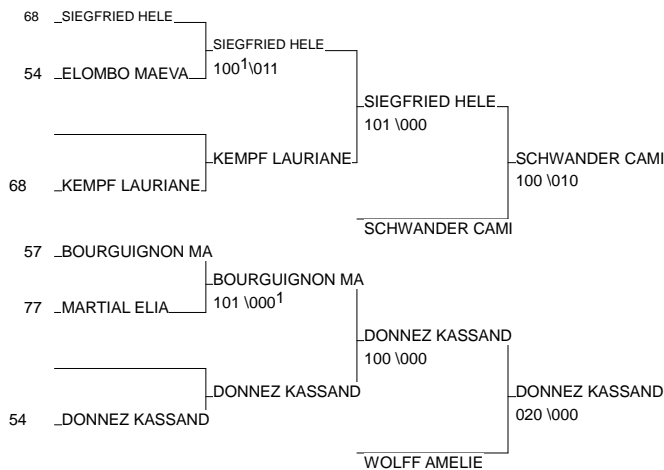 68 SIEGFRIED HELE
SIEGFRIED HELE
100¹\011
54 ELOMBO MAEVA
SIEGFRIED HELE
101 \000
KEMPF LAURIANE
SCHWANDER CAMI
100 \010
68 KEMPF LAURIANE
SCHWANDER CAMI
57 BOURGUIGNON MA
BOURGUIGNON MA
101 \000¹
77 MARTIAL ELIA
DONNEZ KASSAND
100 \000
DONNEZ KASSAND
DONNEZ KASSAND
020 \000
54 DONNEZ KASSAND
WOLFF AMELIE